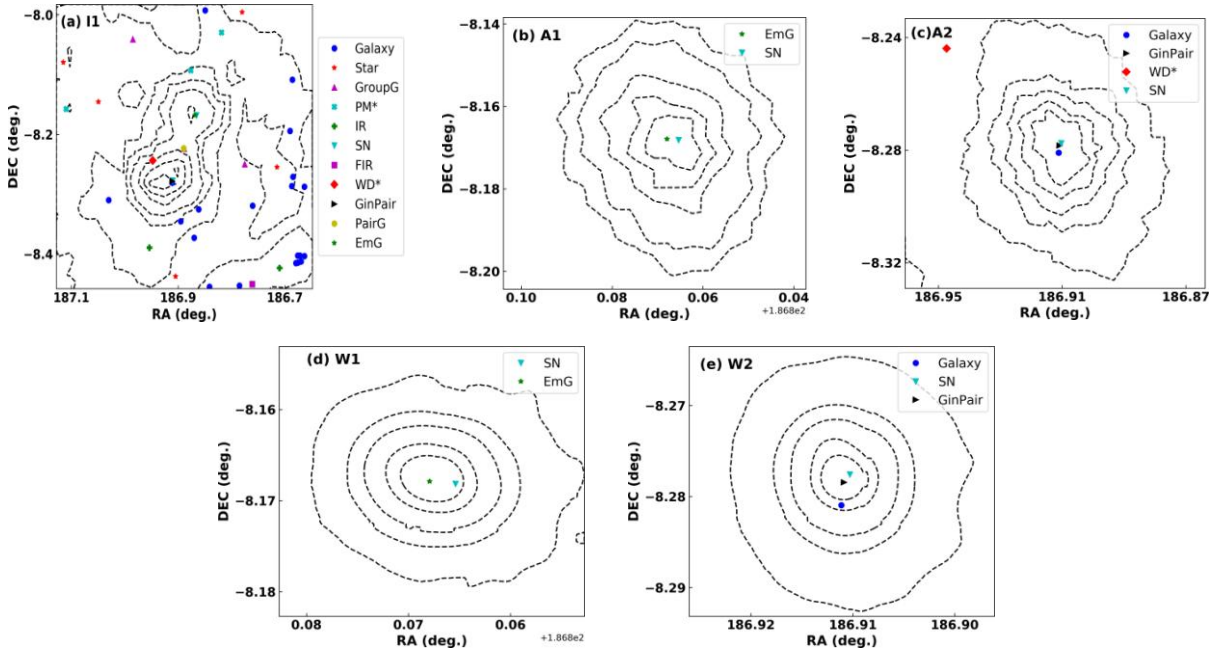 (a) I1
−8.0
−8.2
−8.4
DEC (deg.)
187.1
186.9
186.7
RA (deg.)
Galaxy
Star
GroupG
PM*
IR
SN
FIR
WD*
GinPair
PairG
EmG
(b) A1
−8.14
−8.16
−8.18
−8.20
DEC (deg.)
0.10
0.08
0.06
0.04
RA (deg.)
+1.868e2
EmG
SN
(c)A2
−8.24
−8.28
−8.32
DEC (deg.)
186.95
186.91
186.87
RA (deg.)
Galaxy
GinPair
WD*
SN
(d) W1
−8.16
−8.17
−8.18
DEC (deg.)
0.08
0.07
0.06
RA (deg.)
+1.868e2
SN
EmG
(e) W2
−8.27
−8.28
−8.29
DEC (deg.)
186.92
186.91
186.90
RA (deg.)
Galaxy
SN
GinPair